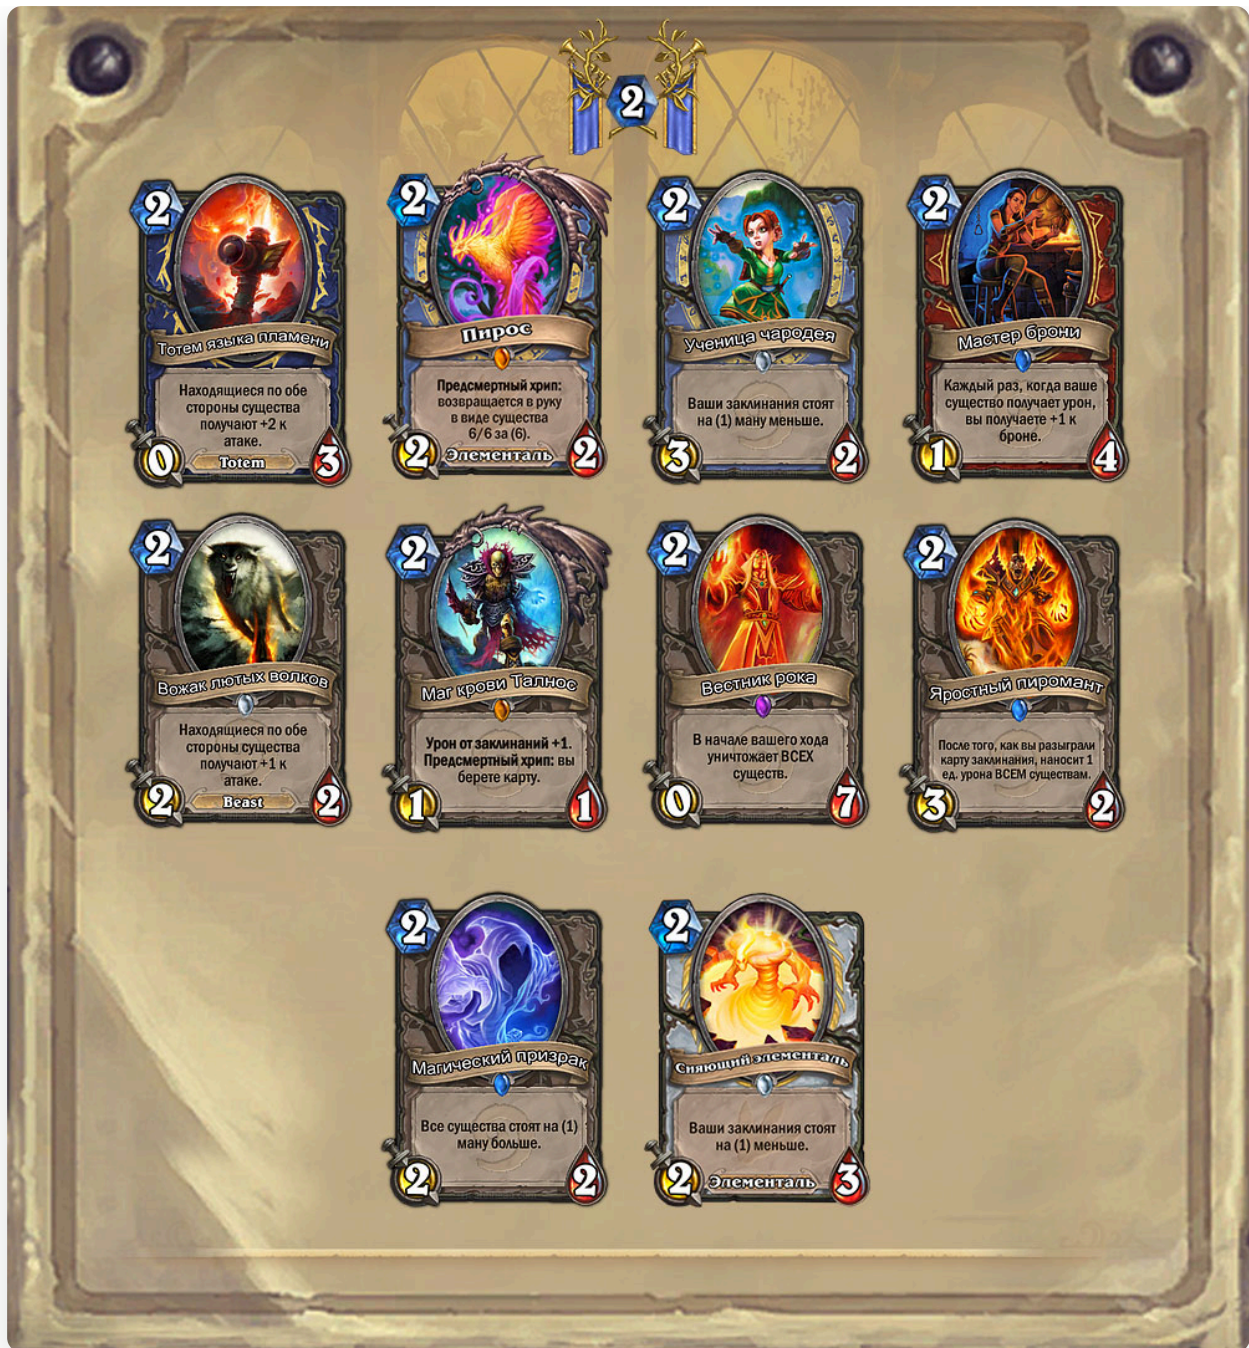 2
2
Тотем языка пламени
Находящиеся по обе
стороны существа
получают +2 к
атаке.
0
Totem
3
2
Пирос
Предсмертный хрип:
возвращается в руку
в виде существа
6/6 за (6).
2
Элементаль
2
2
Ученица чародея
Ваши заклинания стоят
на (1) ману меньше.
3
2
2
Мастер брони
Каждый раз, когда ваше
существо получает урон,
вы получаете +1 к
броне.
1
4
2
Вожак лютых волков
Находящиеся по обе
стороны существа
получают +1 к
атаке.
2
Beast
2
2
Маг крови Талнос
Урон от заклинаний +1.
Предсмертный хрип: вы
берете карту.
1
1
2
Вестник рока
В начале вашего хода
уничтожает ВСЕХ
существ.
0
7
2
Яростный пиромант
После того, как вы разыграли
карту заклинания, наносит 1
ед. урона ВСЕМ существам.
3
2
2
Магический призрак
Все существа стоят на (1)
ману больше.
2
2
2
Сияющий элементаль
Ваши заклинания стоят
на (1) меньше.
2
Элементаль
3